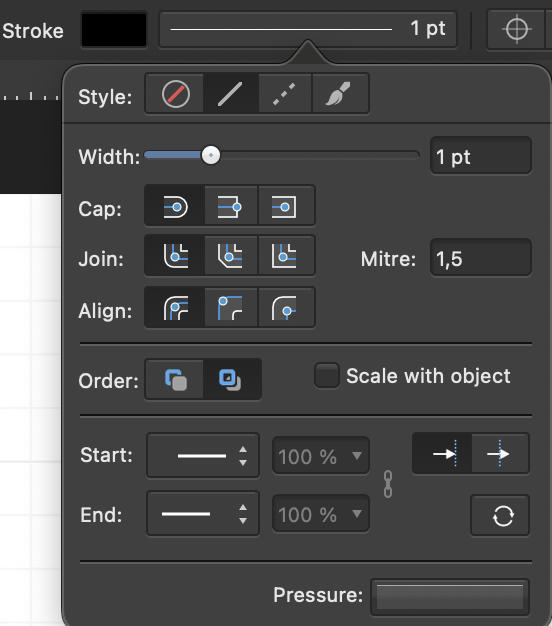 Stroke 1 pt
Style:
Width: 1 pt
Cap:
Join: Mitre: 1,5
Align:
Order: Scale with object
Start: 100 %
End: 100 %
Pressure: